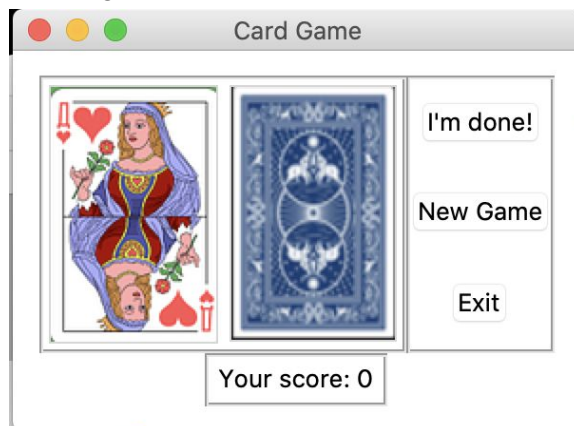 Card Game
Д
I'm done!
New Game
Exit
Д
Your score: 0